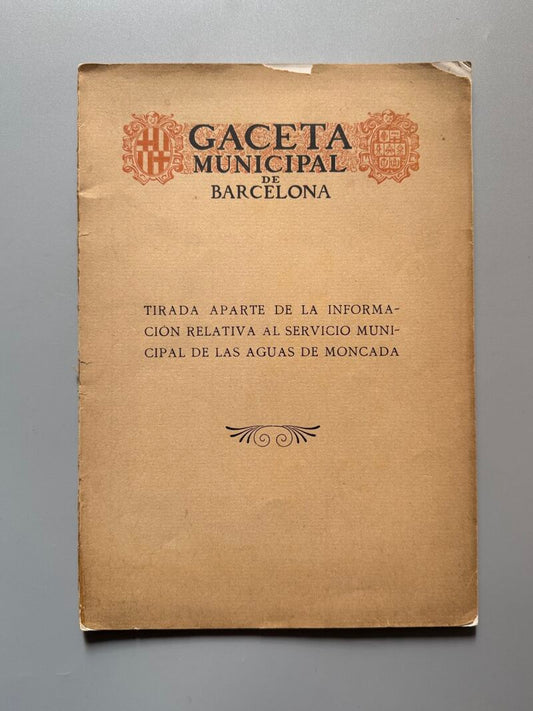 GACETA
MUNICIPAL
DE
BARCELONA
TIRADA APARTE DE LA INFORMA-
CIÓN RELATIVA AL SERVICIO MUNI-
CIPAL DE LAS AGUAS DE MONCADA